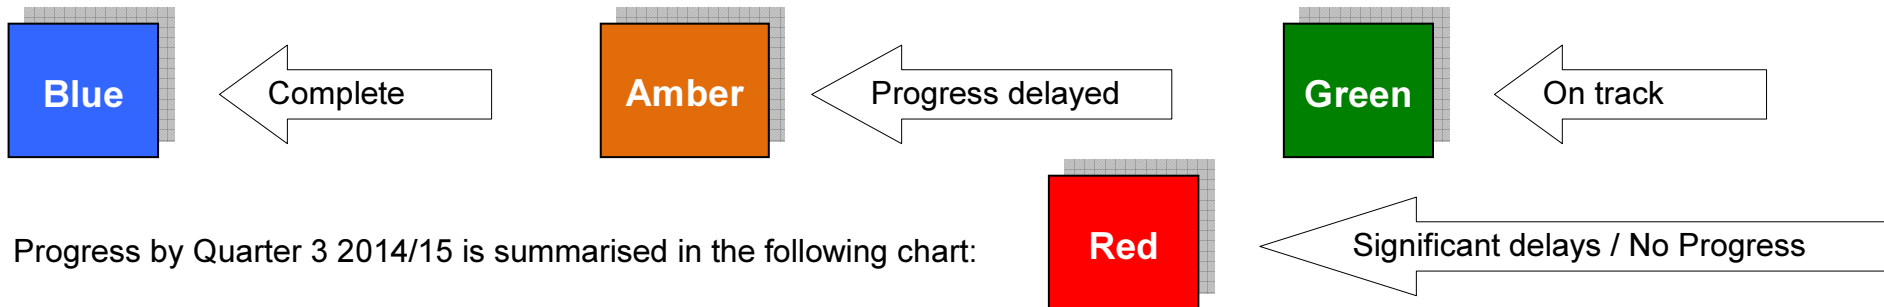 Blue
Complete
Amber
Progress delayed
Green
On track
Progress by Quarter 3 2014/15 is summarised in the following chart:
Red
Significant delays / No Progress